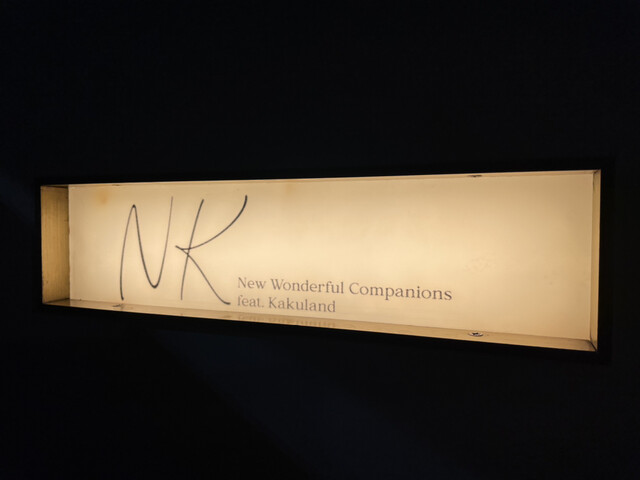 NK
New Wonderful Companions
feat. Kakuland